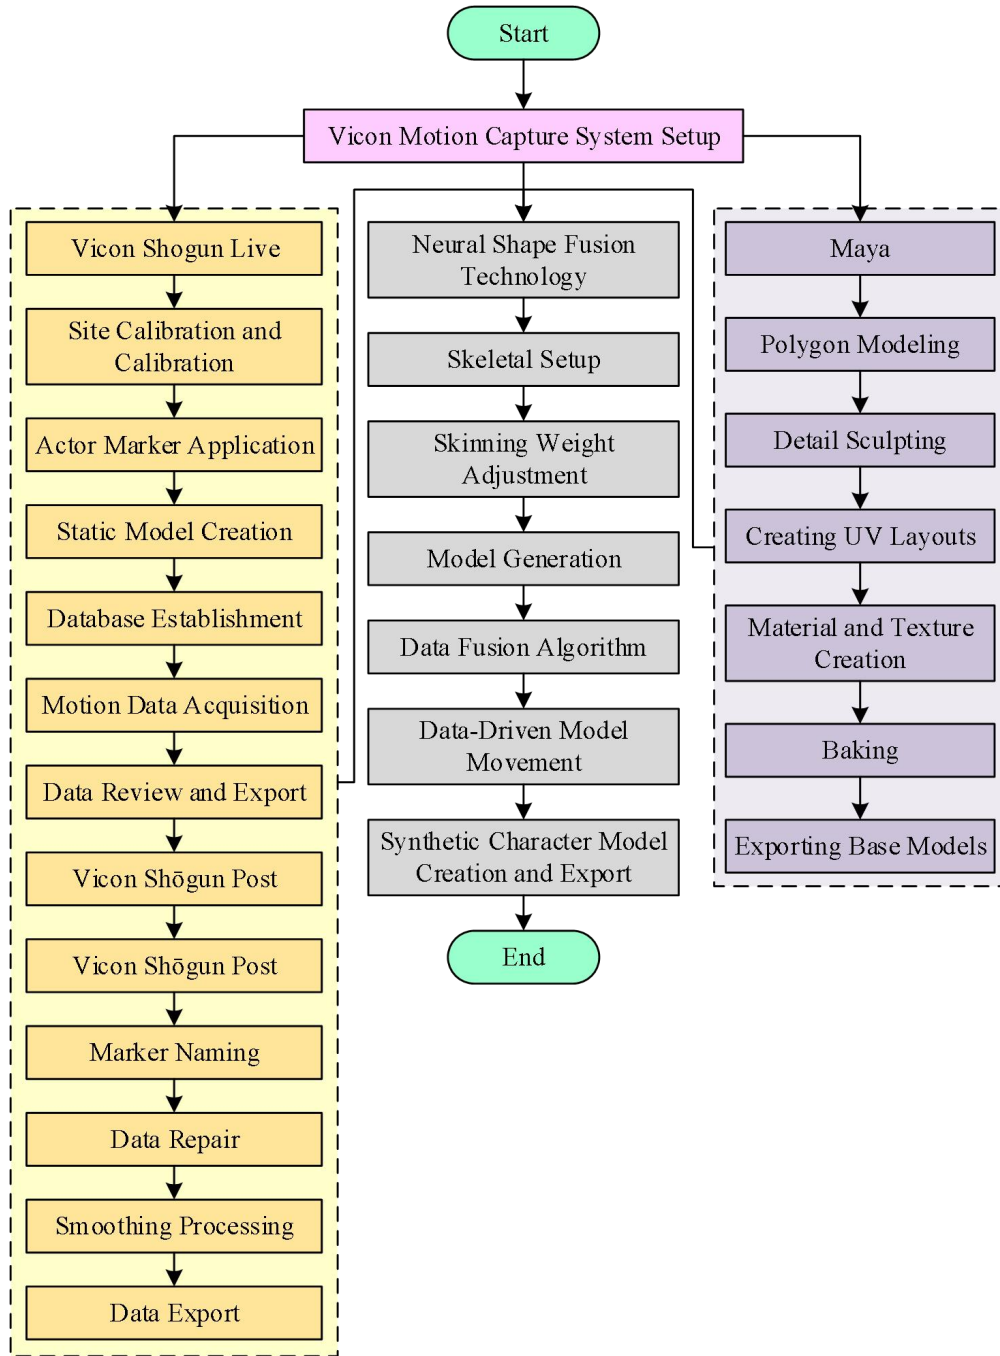 Start
Vicon Motion Capture System Setup
Vicon Shogun Live
Site Calibration and
Calibration
Actor Marker Application
Static Model Creation
Database Establishment
Motion Data Acquisition
Data Review and Export
Vicon Shōgun Post
Vicon Shōgun Post
Marker Naming
Data Repair
Smoothing Processing
Data Export
Neural Shape Fusion
Technology
Skeletal Setup
Skinning Weight
Adjustment
Model Generation
Data Fusion Algorithm
Data-Driven Model
Movement
Synthetic Character Model
Creation and Export
End
Maya
Polygon Modeling
Detail Sculpting
Creating UV Layouts
Material and Texture
Creation
Baking
Exporting Base Models